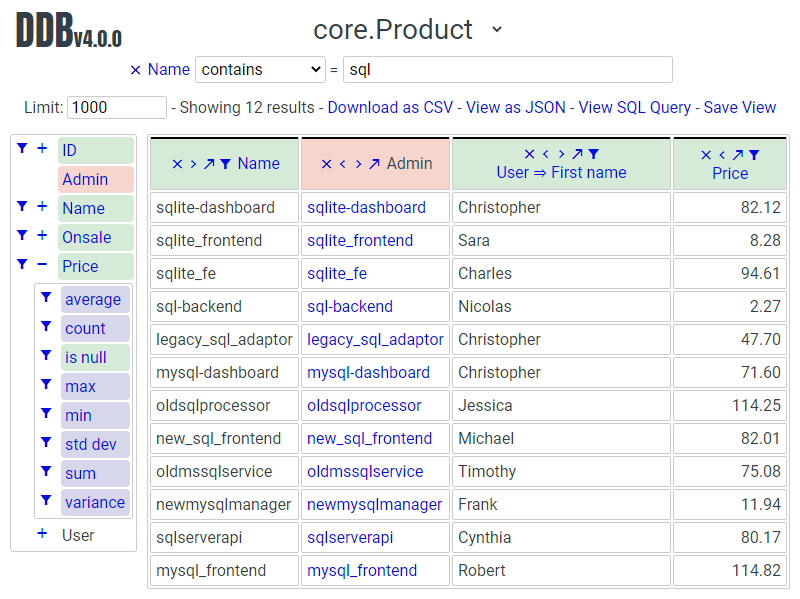 DDBv4.0.0
core.Product
× Name contains = sql
Limit: 1000 - Showing 12 results - Download as CSV - View as JSON - View SQL Query - Save View
+ ID
Admin
+ Name
+ Onsale
− Price
average
count
is null
max
min
std dev
sum
variance
+ User
× › ↗ Name × ‹ › ↗ Admin × ‹ › ↗ User ⇒ First name × ‹ ↗ Price
sqlite-dashboard sqlite-dashboard Christopher 82.12
sqlite_frontend sqlite_frontend Sara 8.28
sqlite_fe sqlite_fe Charles 94.61
sql-backend sql-backend Nicolas 2.27
legacy_sql_adaptor legacy_sql_adaptor Christopher 47.70
mysql-dashboard mysql-dashboard Christopher 71.60
oldsqlprocessor oldsqlprocessor Jessica 114.25
new_sql_frontend new_sql_frontend Michael 82.01
oldmssqlservice oldmssqlservice Timothy 75.08
newmysqlmanager newmysqlmanager Frank 11.94
sqlserverapi sqlserverapi Cynthia 80.17
mysql_frontend mysql_frontend Robert 114.82